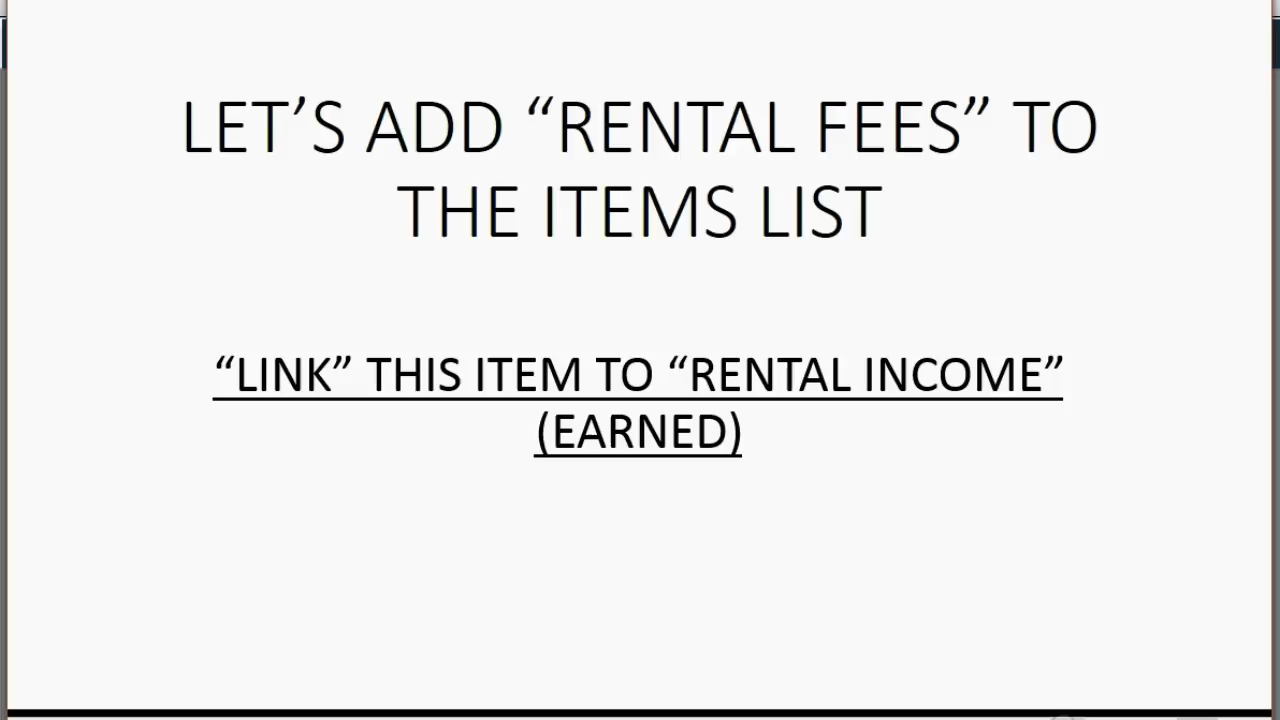 LET’S ADD “RENTAL FEES” TO
THE ITEMS LIST
“LINK” THIS ITEM TO “RENTAL INCOME”
(EARNED)